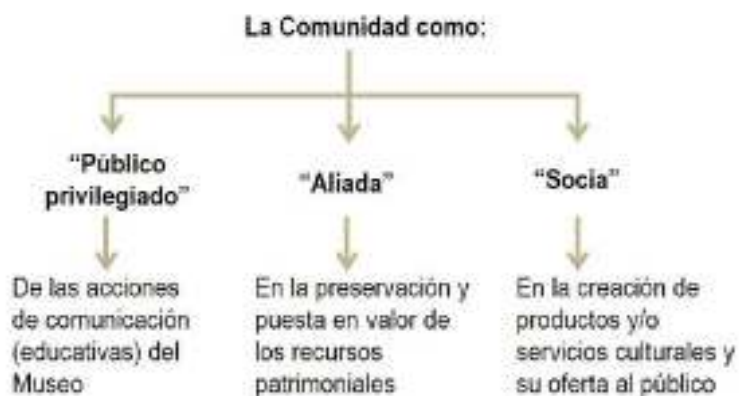 La Comunidad como:
“Público
privilegiado”
De las acciones
de comunicación
(educativas) del
Museo
“Aliada”
En la preservación y
puesta en valor de
los recursos
patrimoniales
“Socia”
En la creación de
productos y/o
servicios culturales y
su oferta al público